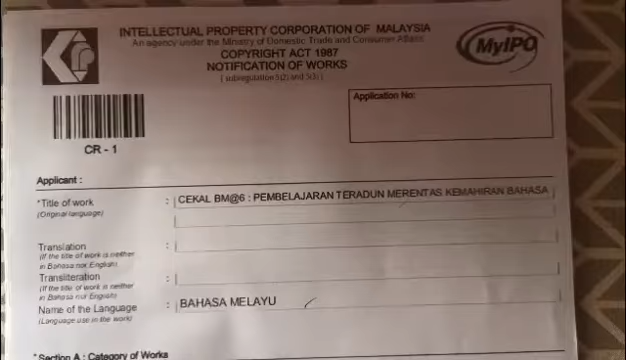 INTELLECTUAL PROPERTY CORPORATION OF MALAYSIA
An agency under the Ministry of Domestic Trade and Consumer Affairs
COPYRIGHT ACT 1987
NOTIFICATION OF WORKS
( subregulation 5(2) and 5(3) )
MyIPO
CR - 1
Application No:
Applicant :
*Title of work : CEKAL BM@6 : PEMBELAJARAN TERADUN MERENTAS KEMAHIRAN BAHASA
(Original language)
Translation :
(If the title of work is neither
in Bahasa nor English)
Transliteration :
(If the title of work is neither
in Bahasa nor English)
Name of the Language : BAHASA MELAYU
(Language use in the work)
* Section A : Category of Works